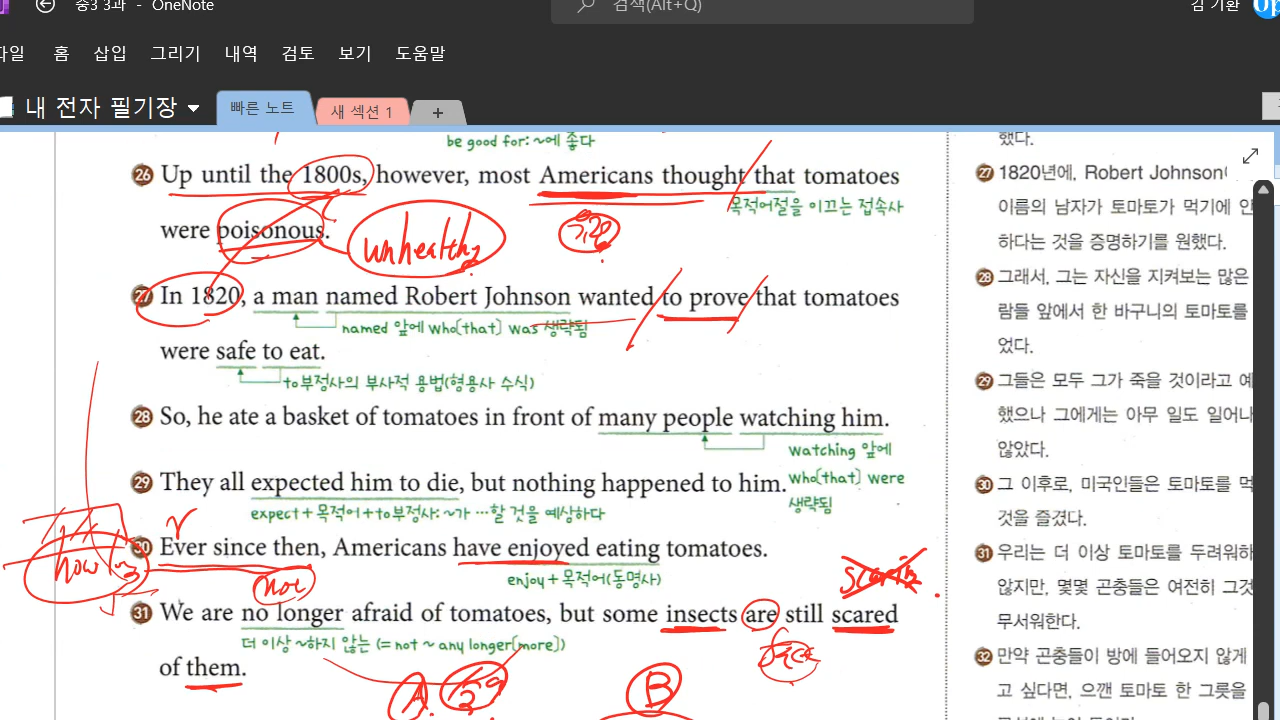 중3 3과 - OneNote
검색(Alt+Q)
김 기환
파일 홈 삽입 그리기 내역 검토 보기 도움말
내 전자 필기장 빠른 노트 새 섹션 1 +
be good for: ~에 좋다
26 Up until the 1800s, however, most Americans thought that tomatoes
목적어절을 이끄는 접속사
were poisonous.
unhealthy
27 In 1820, a man named Robert Johnson wanted to prove that tomatoes
named 앞에 who(that) was 생략됨
were safe to eat.
to부정사의 부사적 용법(형용사 수식)
28 So, he ate a basket of tomatoes in front of many people watching him.
watching 앞에
who(that) were
생략됨
29 They all expected him to die, but nothing happened to him.
expect+목적어+to부정사: ~가 …할 것을 예상하다
30 Ever since then, Americans have enjoyed eating tomatoes.
enjoy+목적어(동명사)
how
not
31 We are no longer afraid of tomatoes, but some insects are still scared
더 이상 ~하지 않는 (= not ~ any longer[more])
of them.
A
B
했다.
27 1820년에, Robert Johnson
이름의 남자가 토마토가 먹기에 안
하다는 것을 증명하기를 원했다.
28 그래서, 그는 자신을 지켜보는 많은
람들 앞에서 한 바구니의 토마토를
었다.
29 그들은 모두 그가 죽을 것이라고 예
했으나 그에게는 아무 일도 일어나
않았다.
30 그 이후로, 미국인들은 토마토를 먹
것을 즐겼다.
31 우리는 더 이상 토마토를 두려워하
않지만, 몇몇 곤충들은 여전히 그것
무서워한다.
32 만약 곤충들이 방에 들어오지 않게
고 싶다면, 으깬 토마토 한 그릇을